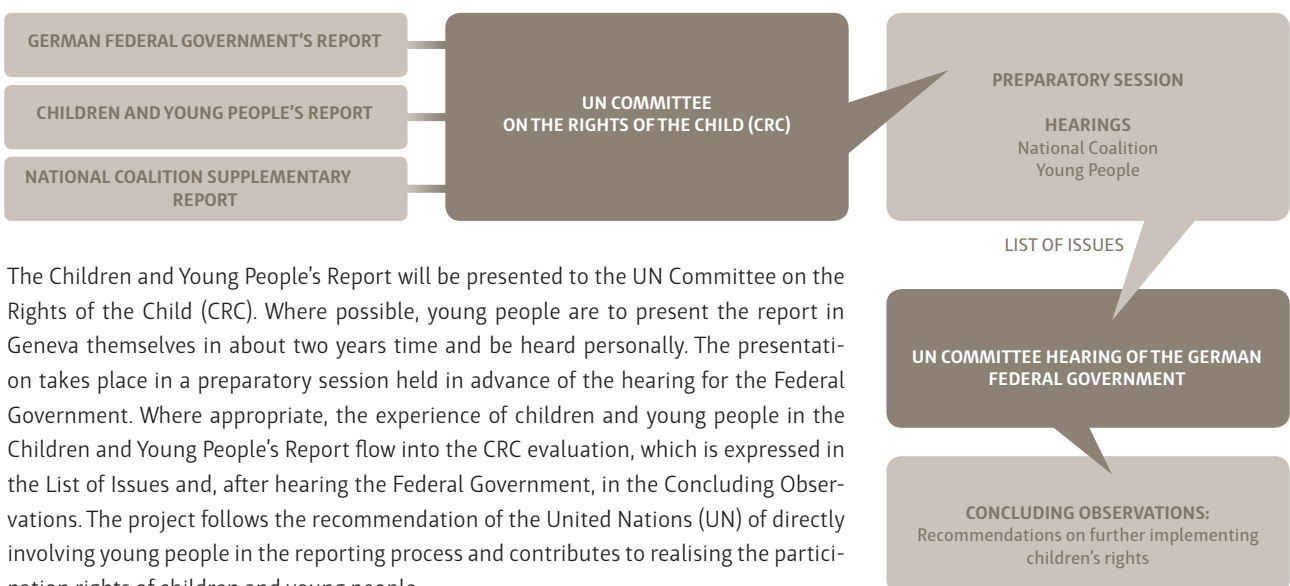 GERMAN FEDERAL GOVERNMENT'S REPORT
CHILDREN AND YOUNG PEOPLE'S REPORT
NATIONAL COALITION SUPPLEMENTARY
REPORT
UN COMMITTEE
ON THE RIGHTS OF THE CHILD (CRC)
PREPARATORY SESSION
HEARINGS
National Coalition
Young People
LIST OF ISSUES
UN COMMITTEE HEARING OF THE GERMAN
FEDERAL GOVERNMENT
CONCLUDING OBSERVATIONS:
Recommendations on further implementing
children's rights
The Children and Young People's Report will be presented to the UN Committee on the
Rights of the Child (CRC). Where possible, young people are to present the report in
Geneva themselves in about two years time and be heard personally. The presentati-
on takes place in a preparatory session held in advance of the hearing for the Federal
Government. Where appropriate, the experience of children and young people in the
Children and Young People's Report flow into the CRC evaluation, which is expressed in
the List of Issues and, after hearing the Federal Government, in the Concluding Obser-
vations. The project follows the recommendation of the United Nations (UN) of directly
involving young people in the reporting process and contributes to realising the partici-
pation rights of children and young people.